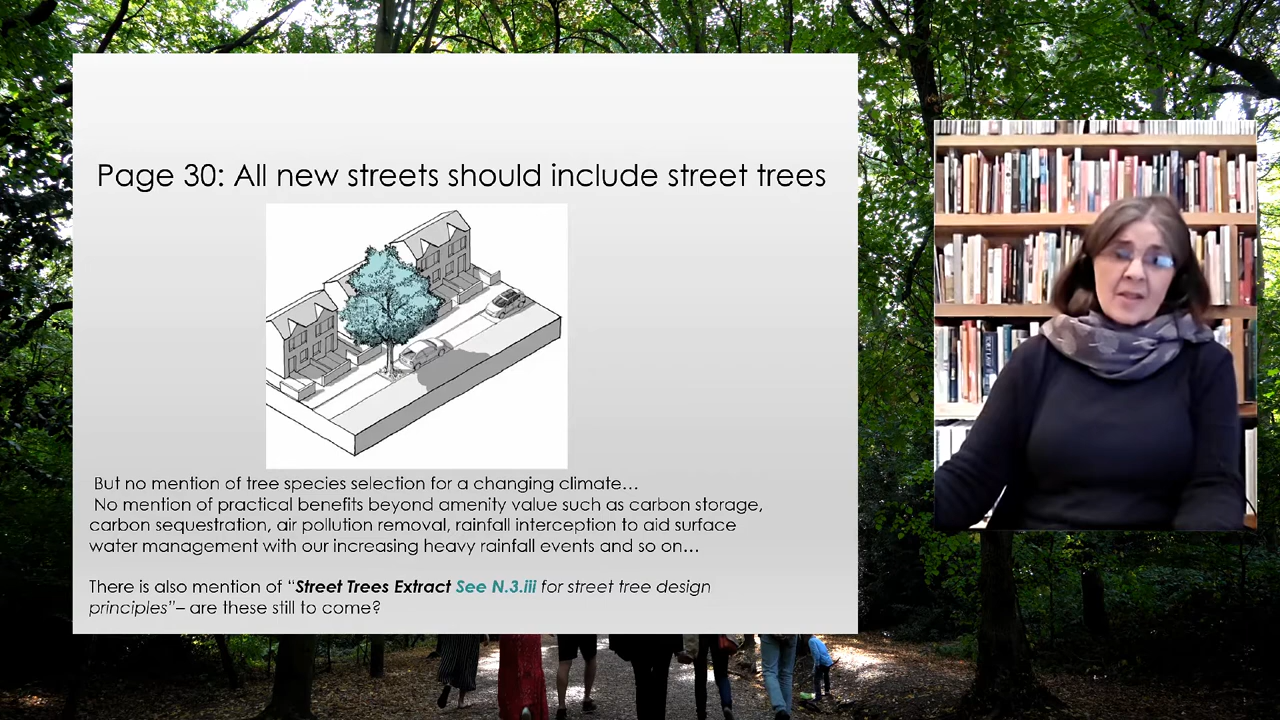 Page 30: All new streets should include street trees
But no mention of tree species selection for a changing climate…
No mention of practical benefits beyond amenity value such as carbon storage,
carbon sequestration, air pollution removal, rainfall interception to aid surface
water management with our increasing heavy rainfall events and so on…
There is also mention of “Street Trees Extract See N.3.iii for street tree design
principles”– are these still to come?